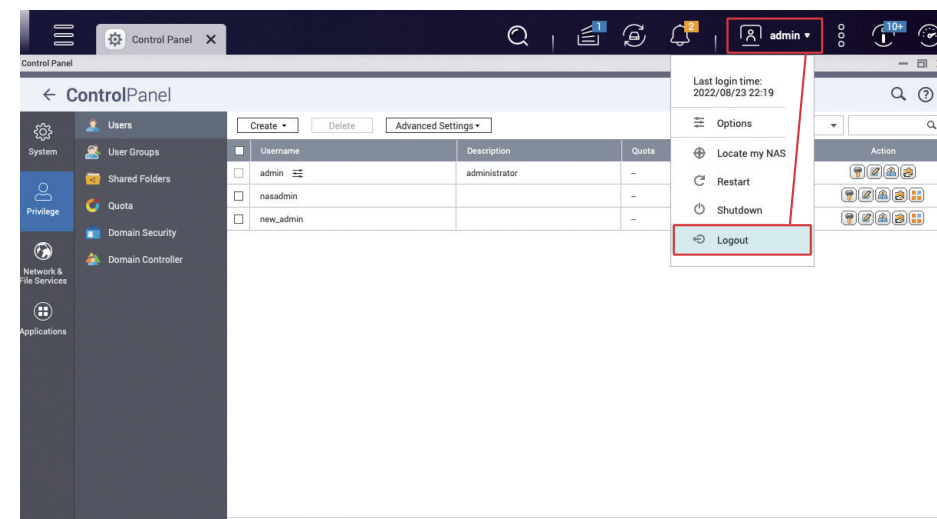 Control Panel
1
2
admin
10+
Control Panel
ControlPanel
Last login time:
2022/08/23 22:19
Options
Locate my NAS
Restart
Shutdown
Logout
System
Privilege
Network &
File Services
Applications
Users
User Groups
Shared Folders
Quota
Domain Security
Domain Controller
Create
Delete
Advanced Settings
Username
Description
Quota
Action
admin
administrator
--
nasadmin
--
new_admin
--